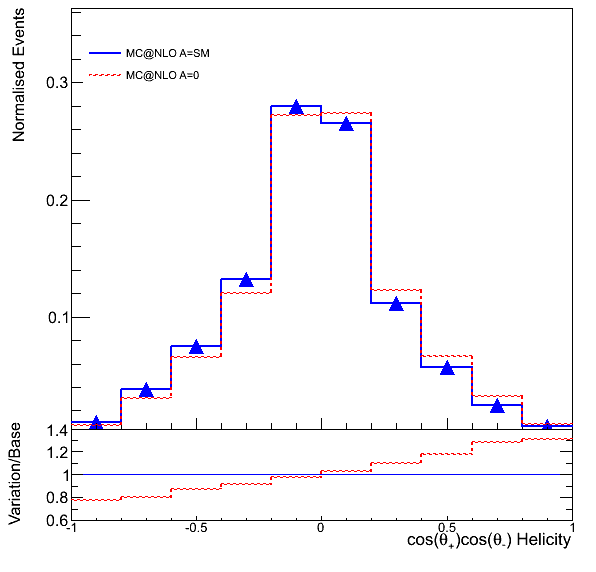 Normalised Events
MC@NLO A=SM
MC@NLO A=0
0.3
0.2
0.1
Variation/Base
1.4
1.2
1
0.8
0.6
-1 -0.5 0 0.5 1
cos(θ+)cos(θ-) Helicity